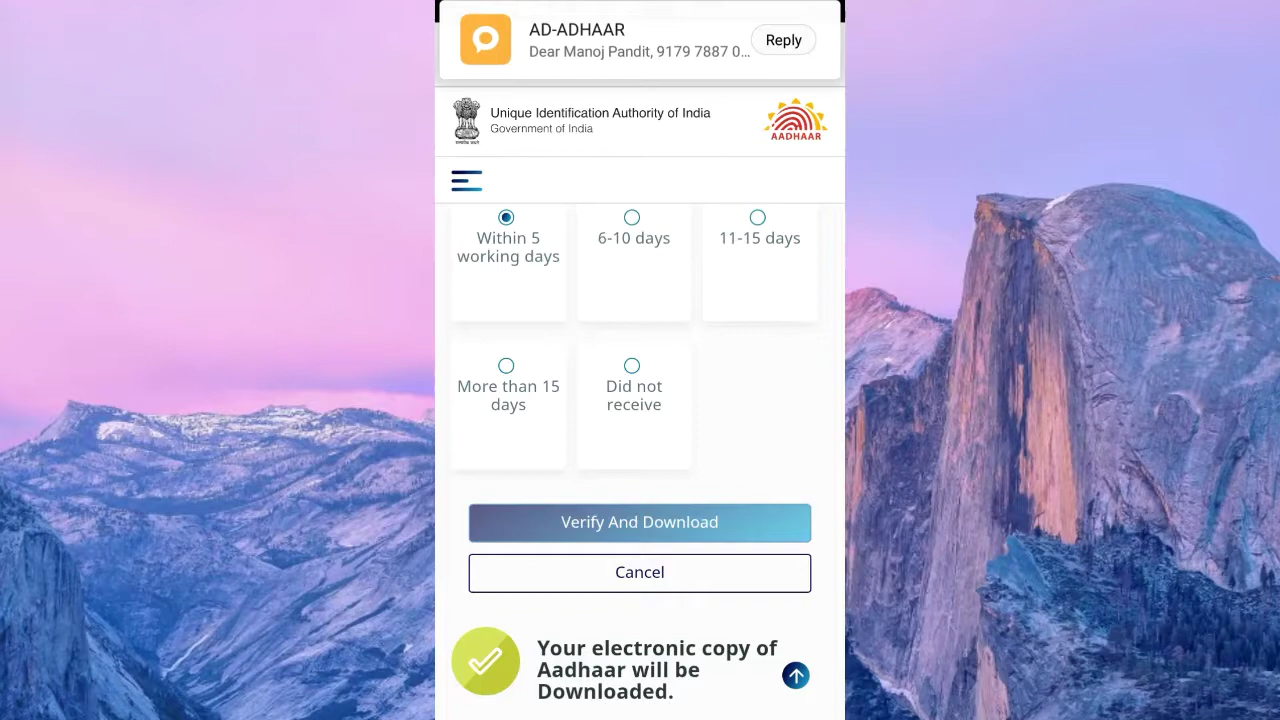 AD-ADHAAR
Dear Manoj Pandit, 9179 7887 0...
Reply
Unique Identification Authority of India
Government of India
AADHAAR
Within 5
working days
6-10 days
11-15 days
More than 15
days
Did not
receive
Verify And Download
Cancel
Your electronic copy of
Aadhaar will be
Downloaded.